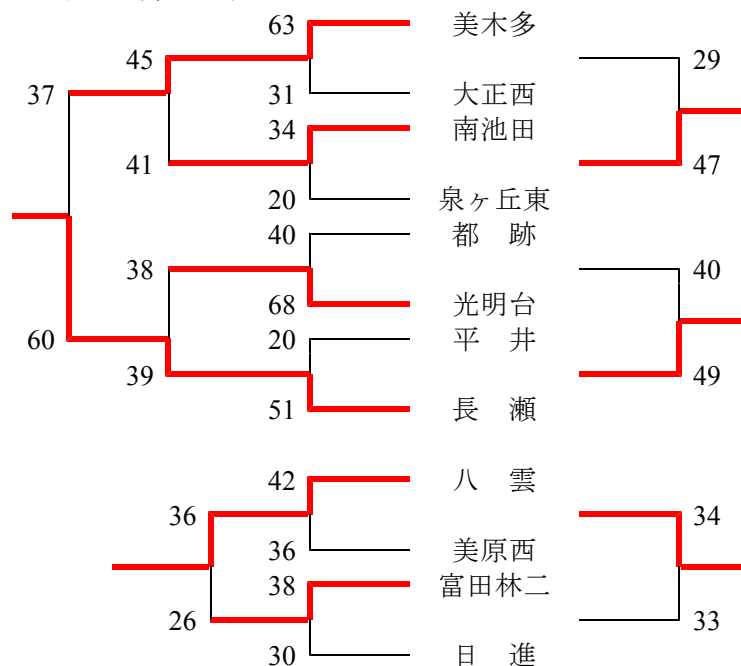 63 美木多
45 29
37 31 大正西
34 南池田
41 47
20 泉ヶ丘東
40 都 跡
38 40
68 光明台
60 20 平 井
39 49
51 長 瀬
42 八 雲
36 34
36 美原西
38 富田林二
26 33
30 日 進